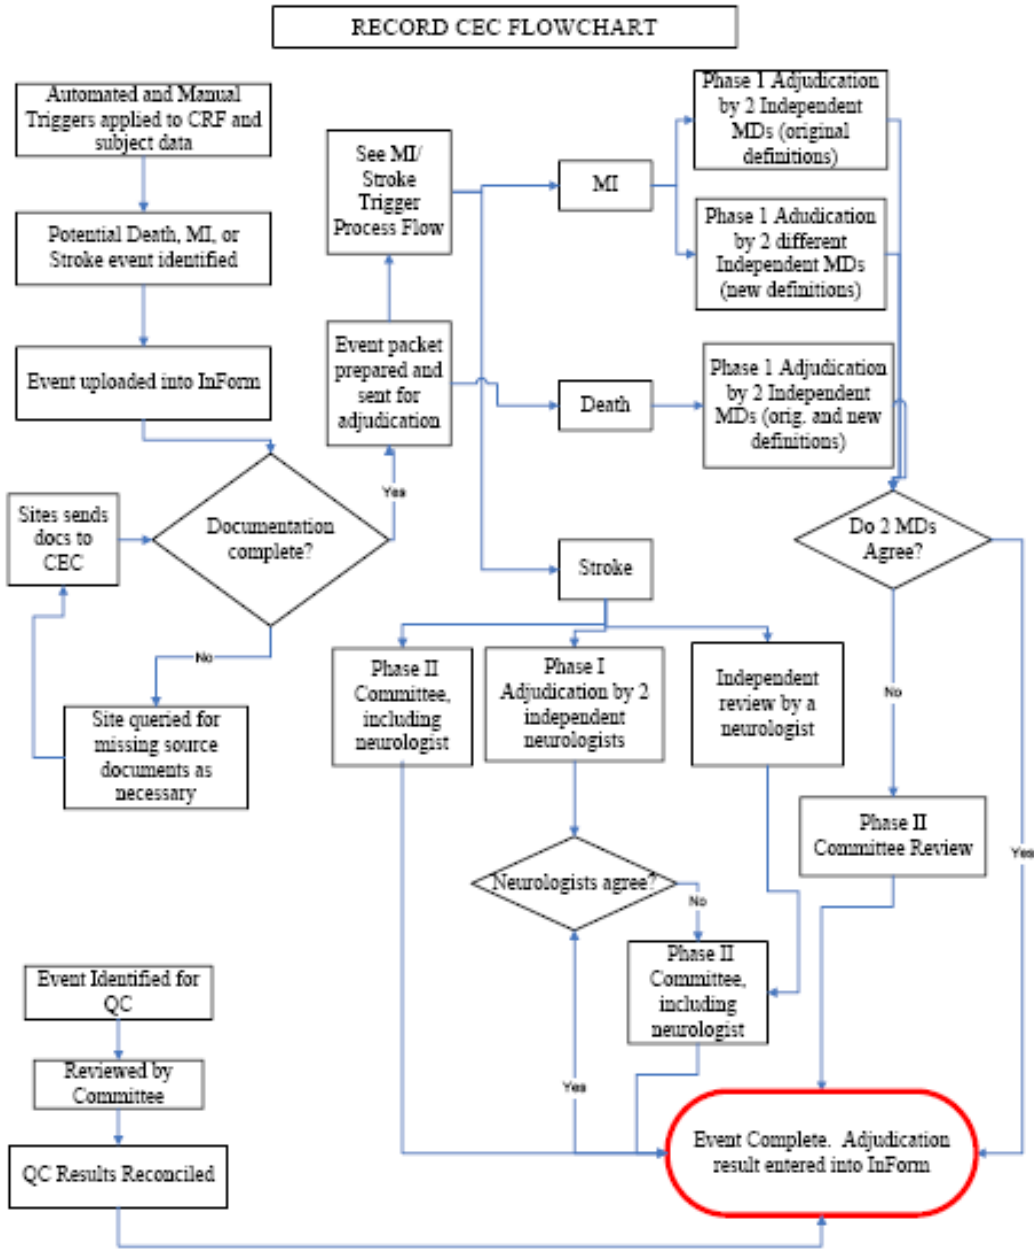 RECORD CEC FLOWCHART
Automated and Manual
Triggers applied to CRF and
subject data
Potential Death, MI, or
Stroke event identified
Event uploaded into InForm
Documentation
complete?
Sites sends
docs to
CEC
No
Site queried for
missing source
documents as
necessary
Yes
Event packet
prepared and
sent for
adjudication
See MI/
Stroke
Trigger
Process Flow
MI
Phase 1 Adjudication
by 2 Independent
MDs (original
definitions)
Phase 1 Adudication
by 2 different
Independent MDs
(new definitions)
Death
Phase 1 Adjudication
by 2 Independent
MDs (orig. and new
definitions)
Do 2 MDs
Agree?
No
Yes
Phase II
Committee Review
Stroke
Phase II
Committee,
including
neurologist
Phase I
Adjudication by 2
independent
neurologists
Independent
review by a
neurologist
Neurologists agree?
No
Yes
Phase II
Committee,
including
neurologist
Event Identified for
QC
Reviewed by
Committee
QC Results Reconciled
Event Complete. Adjudication
result entered into InForm